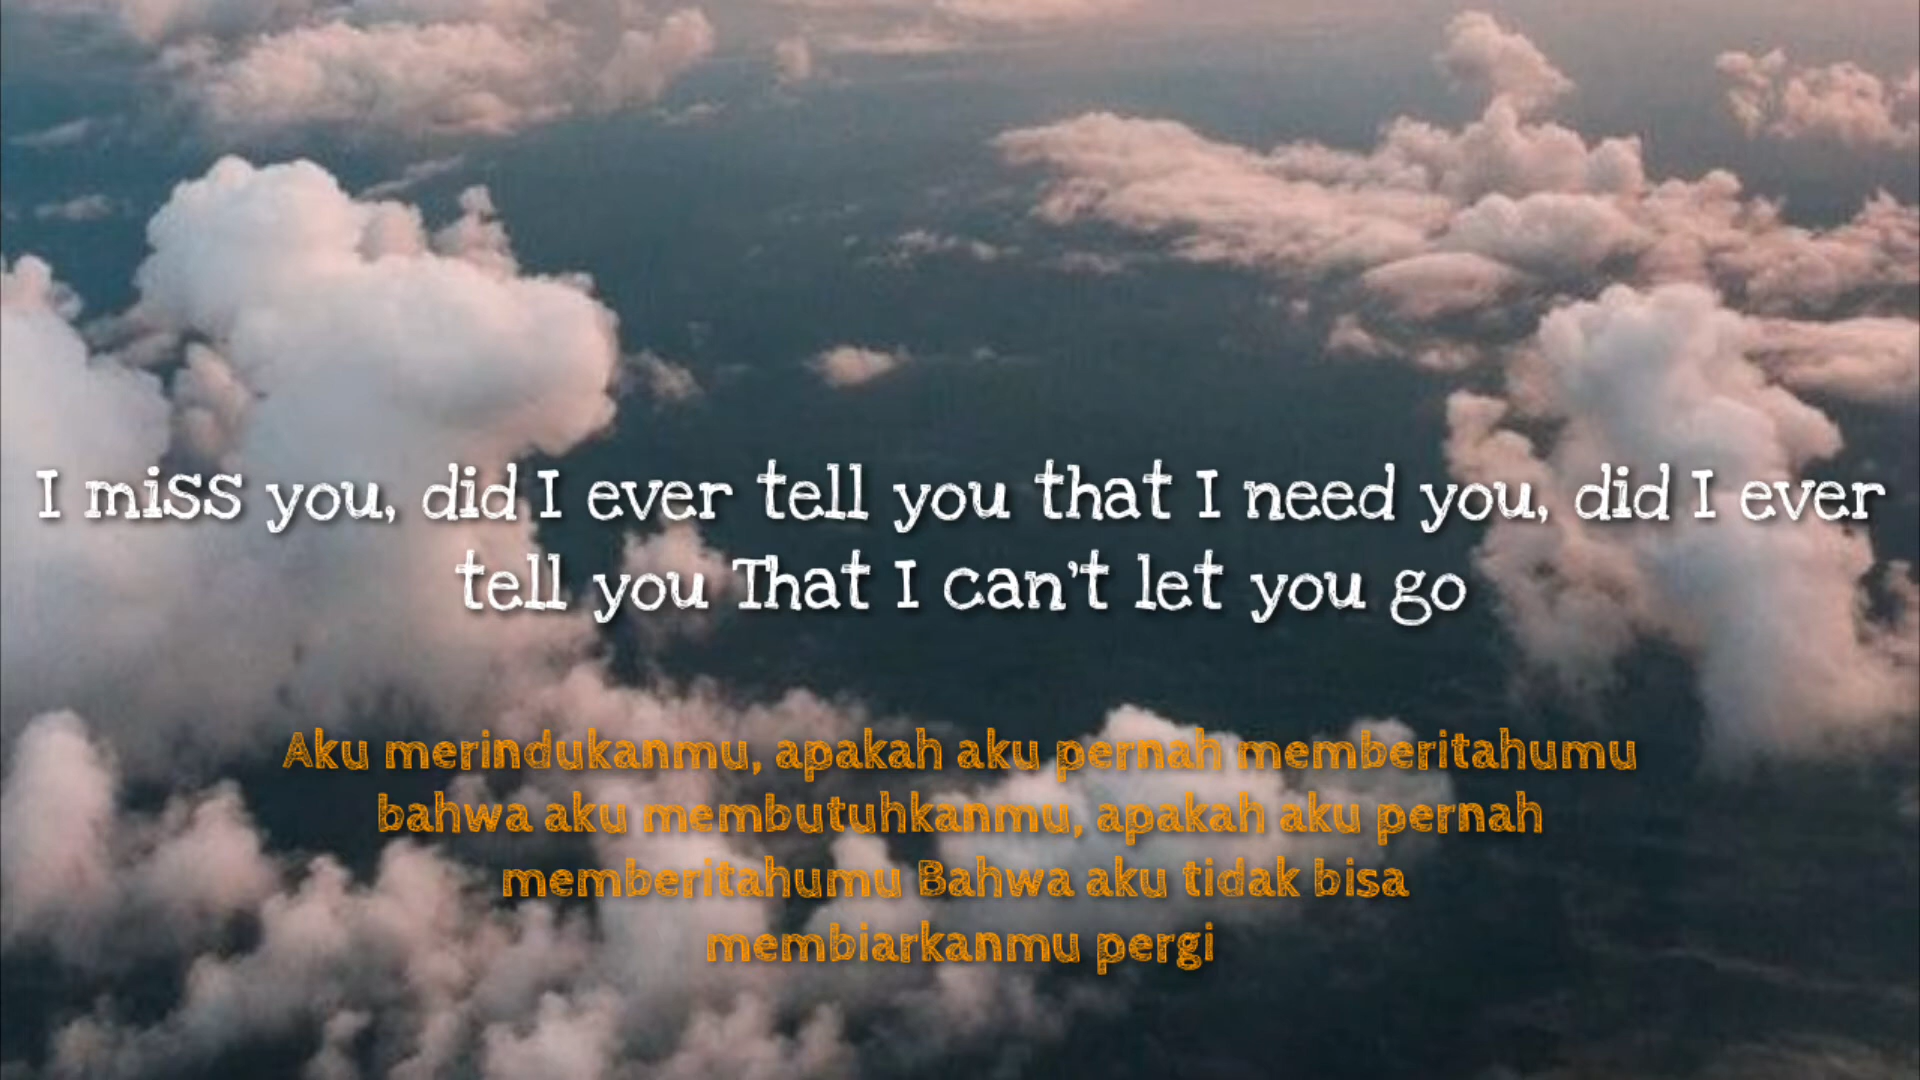 I miss you, did I ever tell you that I need you, did I ever
tell you That I can't let you go
Aku merindukanmu, apakah aku pernah memberitahumu
bahwa aku membutuhkanmu, apakah aku pernah
memberitahumu Bahwa aku tidak bisa
membiarkanmu pergi